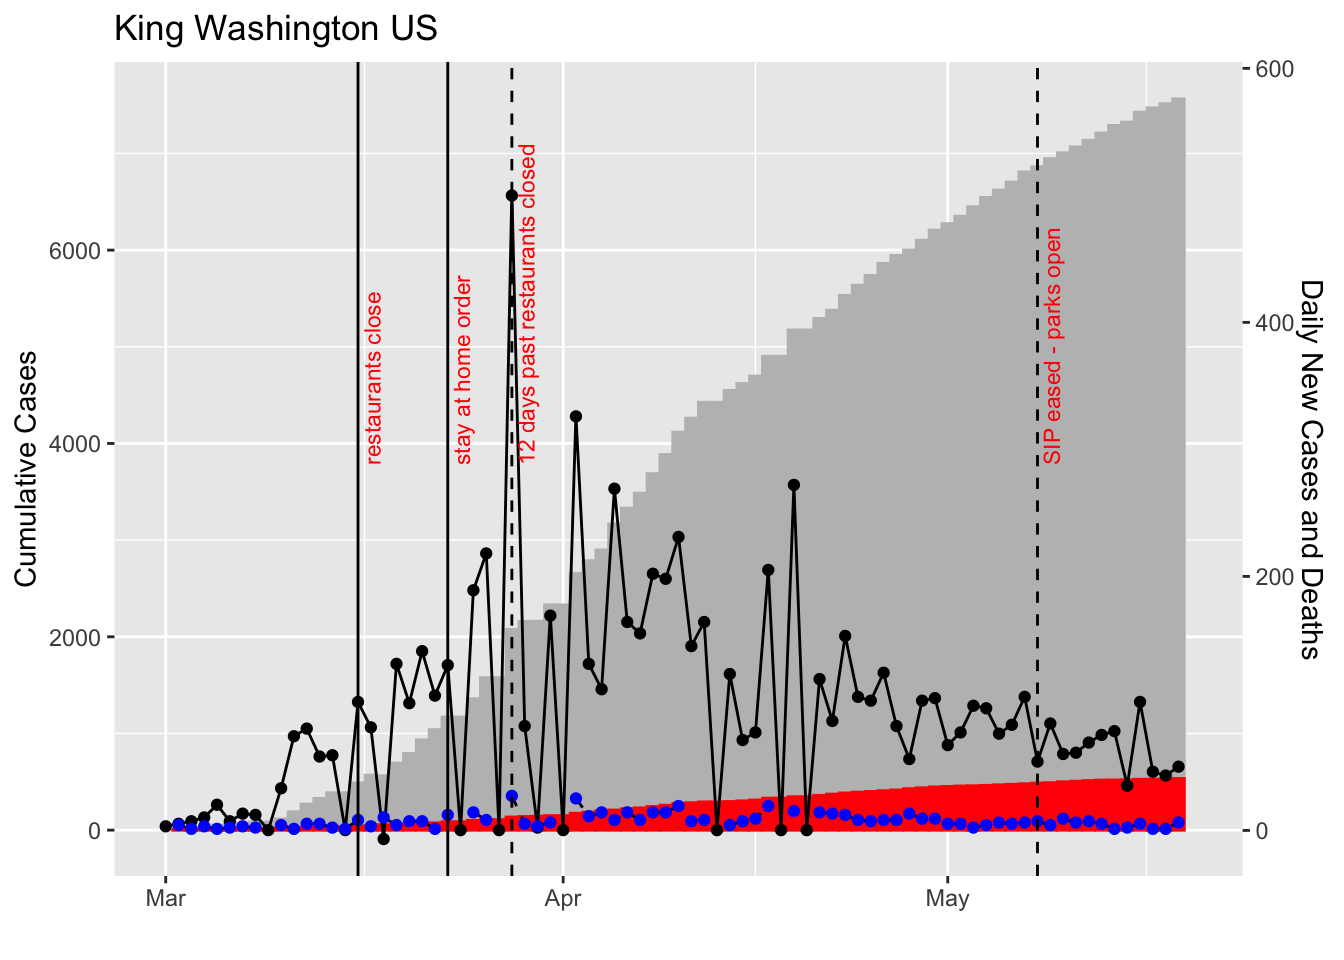 King Washington US
600
400
200
0
6000
4000
2000
0
Cumulative Cases
Daily New Cases and Deaths
restaurants close
stay at home order
12 days past restaurants closed
SIP eased - parks open
Mar
Apr
May